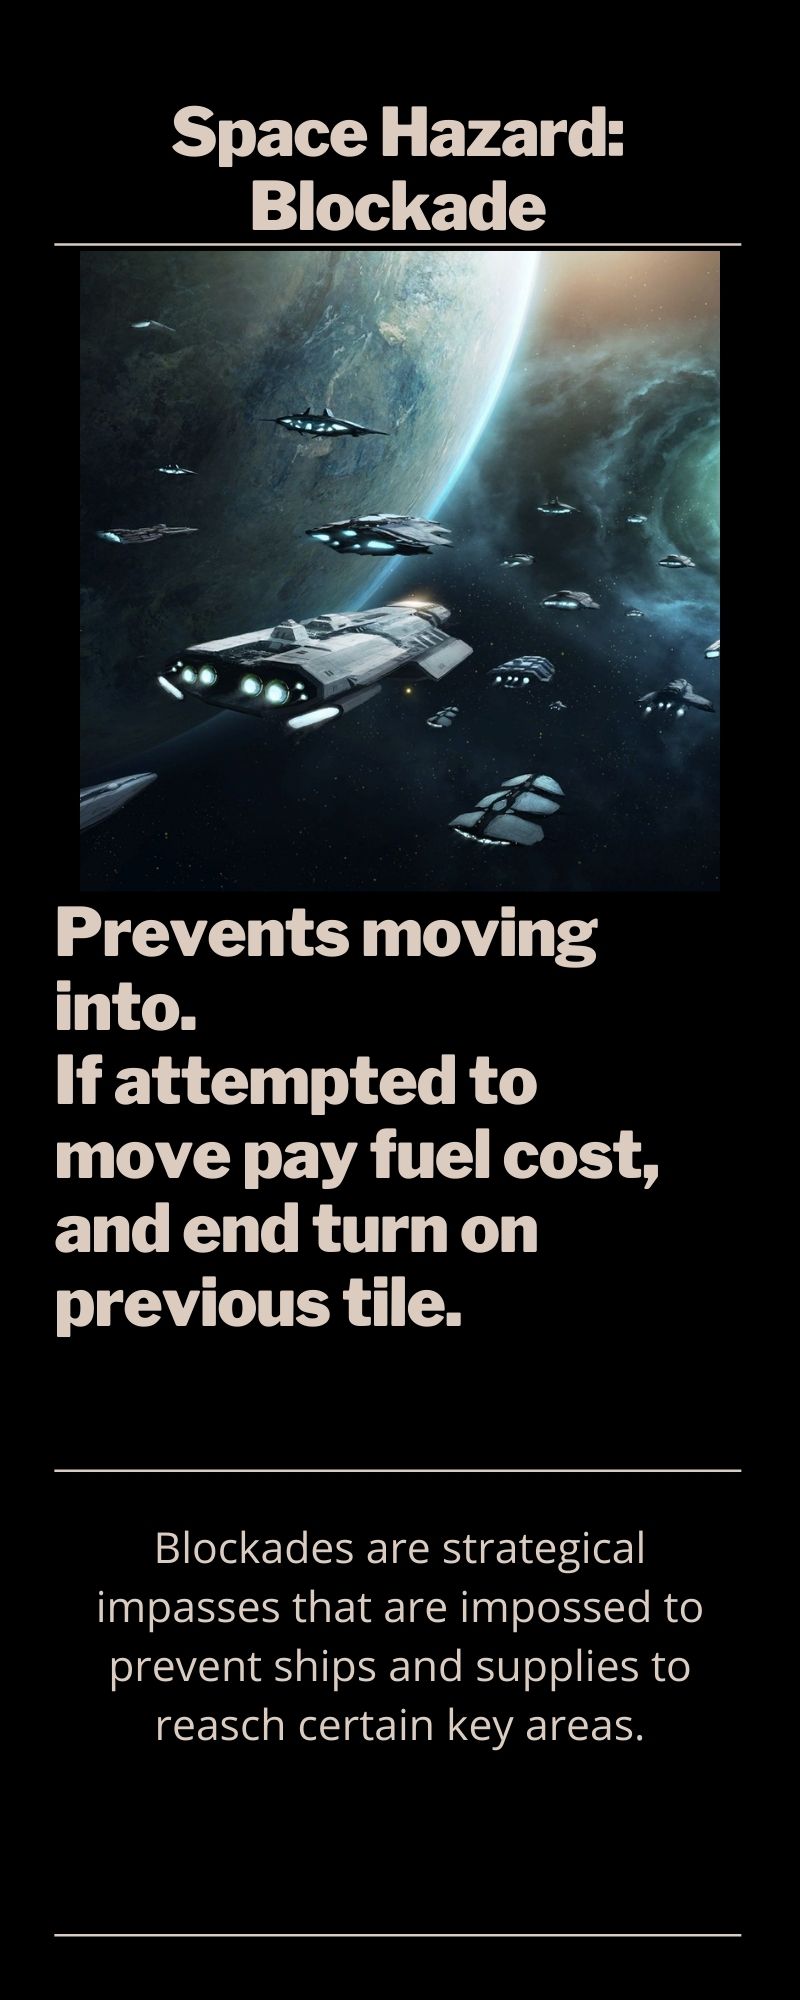 Space Hazard:
Blockade
Prevents moving
into.
If attempted to
move pay fuel cost,
and end turn on
previous tile.
Blockades are strategical
impasses that are impossed to
prevent ships and supplies to
reasch certain key areas.